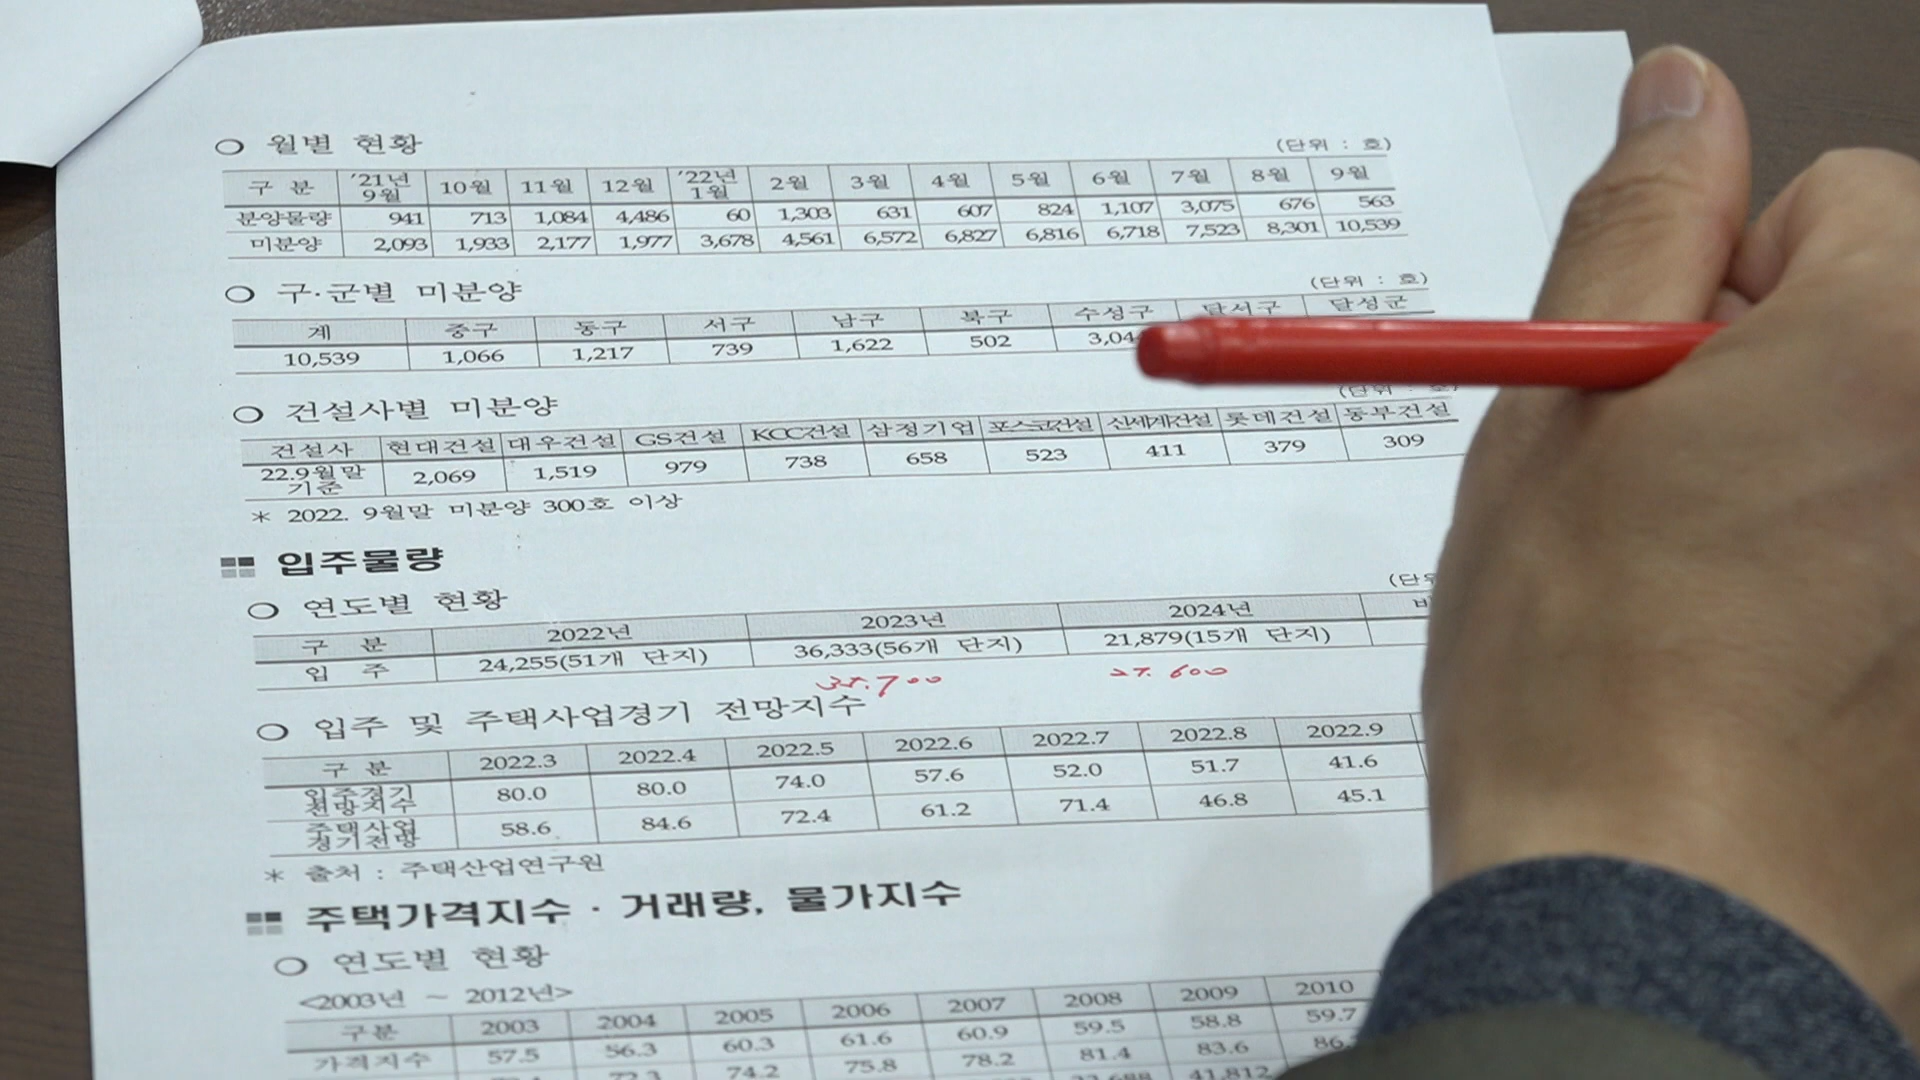 ○ 월별 현황
(단위 : 호)
구 분 '21년 9월 10월 11월 12월 '22년 1월 2월 3월 4월 5월 6월 7월 8월 9월
분양물량 941 713 1,084 4,486 60 1,303 631 607 824 1,107 3,075 676 563
미분양 2,093 1,933 2,177 1,977 3,678 4,561 6,572 6,827 6,816 6,718 7,523 8,301 10,539
○ 구·군별 미분양
(단위 : 호)
계 중구 동구 서구 남구 북구 수성구 달서구 달성군
10,539 1,066 1,217 739 1,622 502
○ 건설사별 미분양
(단위 : 호)
건설사 현대건설 대우건설 GS건설 KCC건설 삼정기업 포스코건설 신세계건설 롯데건설 동부건설
22.9월말 기준 2,069 1,519 979 738 658 523 411 379 309
* 2022. 9월말 미분양 300호 이상
입주물량
○ 연도별 현황
구 분 2022년 2023년 2024년
입 주 24,255(51개 단지) 36,333(56개 단지) 21,879(15개 단지)
○ 입주 및 주택사업경기 전망지수
구 분 2022.3 2022.4 2022.5 2022.6 2022.7 2022.8 2022.9
입주경기 전망지수 80.0 80.0 74.0 57.6 52.0 51.7 41.6
주택사업 경기전망 58.6 84.6 72.4 61.2 71.4 46.8 45.1
* 출처 : 주택산업연구원
주택가격지수 · 거래량, 물가지수
○ 연도별 현황
<2003년 ~ 2012년>
구분 2003 2004 2005 2006 2007 2008 2009 2010
가격지수 57.5 56.3 60.3 61.6 60.9 59.5 58.8 59.7
72.3 74.2 75.8 78.2 81.4 83.6
41,812